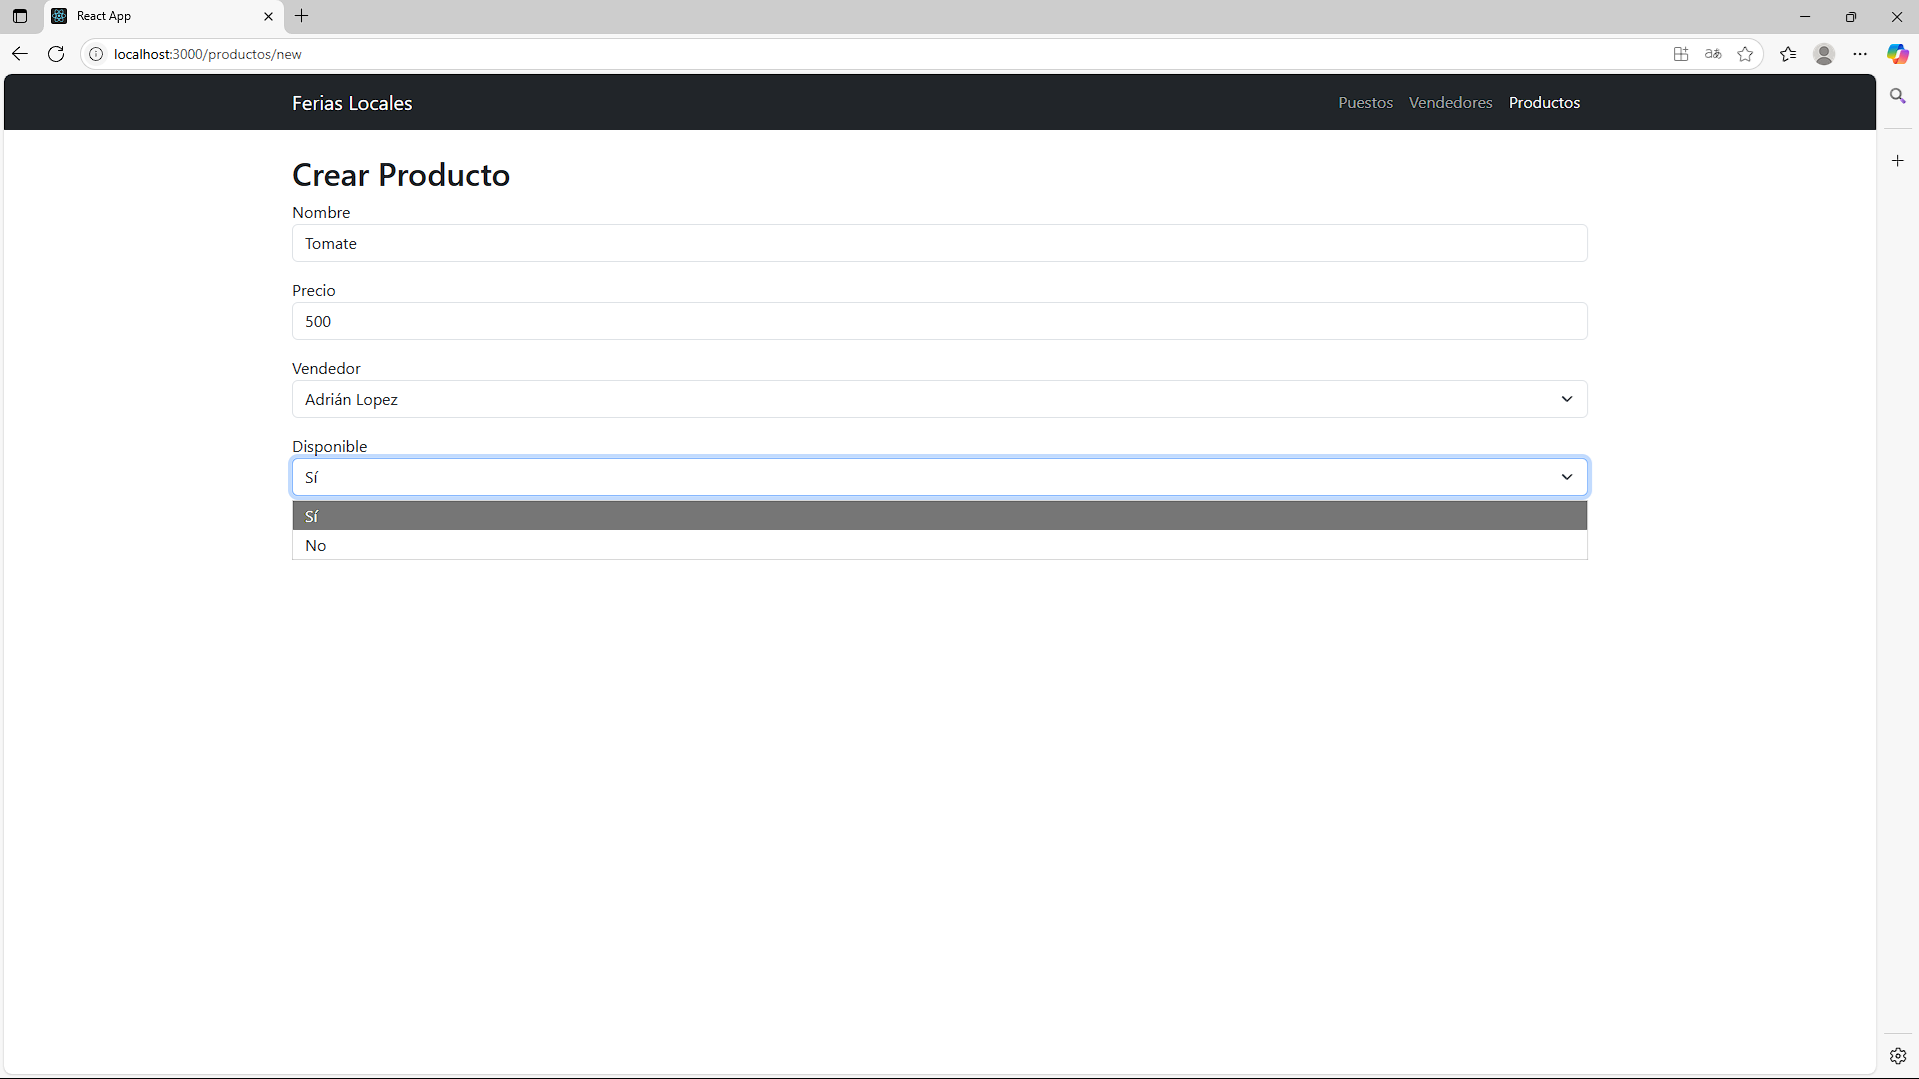 React App
localhost:3000/productos/new
Ferias Locales
Puestos Vendedores Productos
Crear Producto
Nombre
Tomate
Precio
500
Vendedor
Adrián Lopez
Disponible
Sí
Sí
No